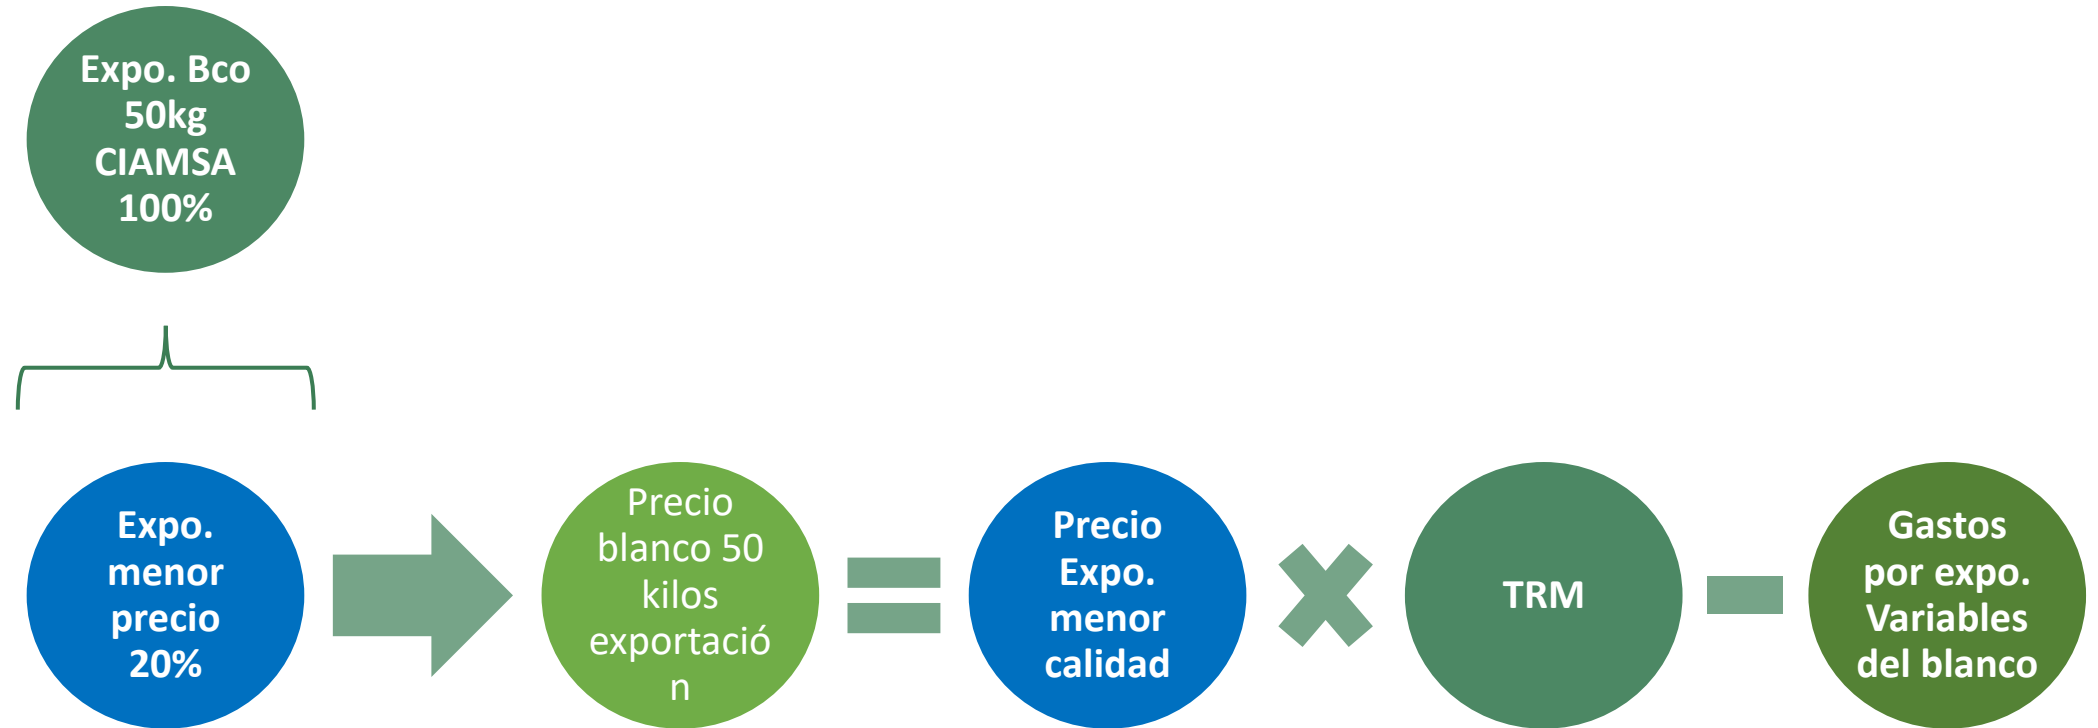 Expo. Bco
50kg
CIAMSA
100%
Expo.
menor
precio
20%
Precio
blanco 50
kilos
exportació
n
Precio
Expo.
menor
calidad
TRM
Gastos
por expo.
Variables
del blanco